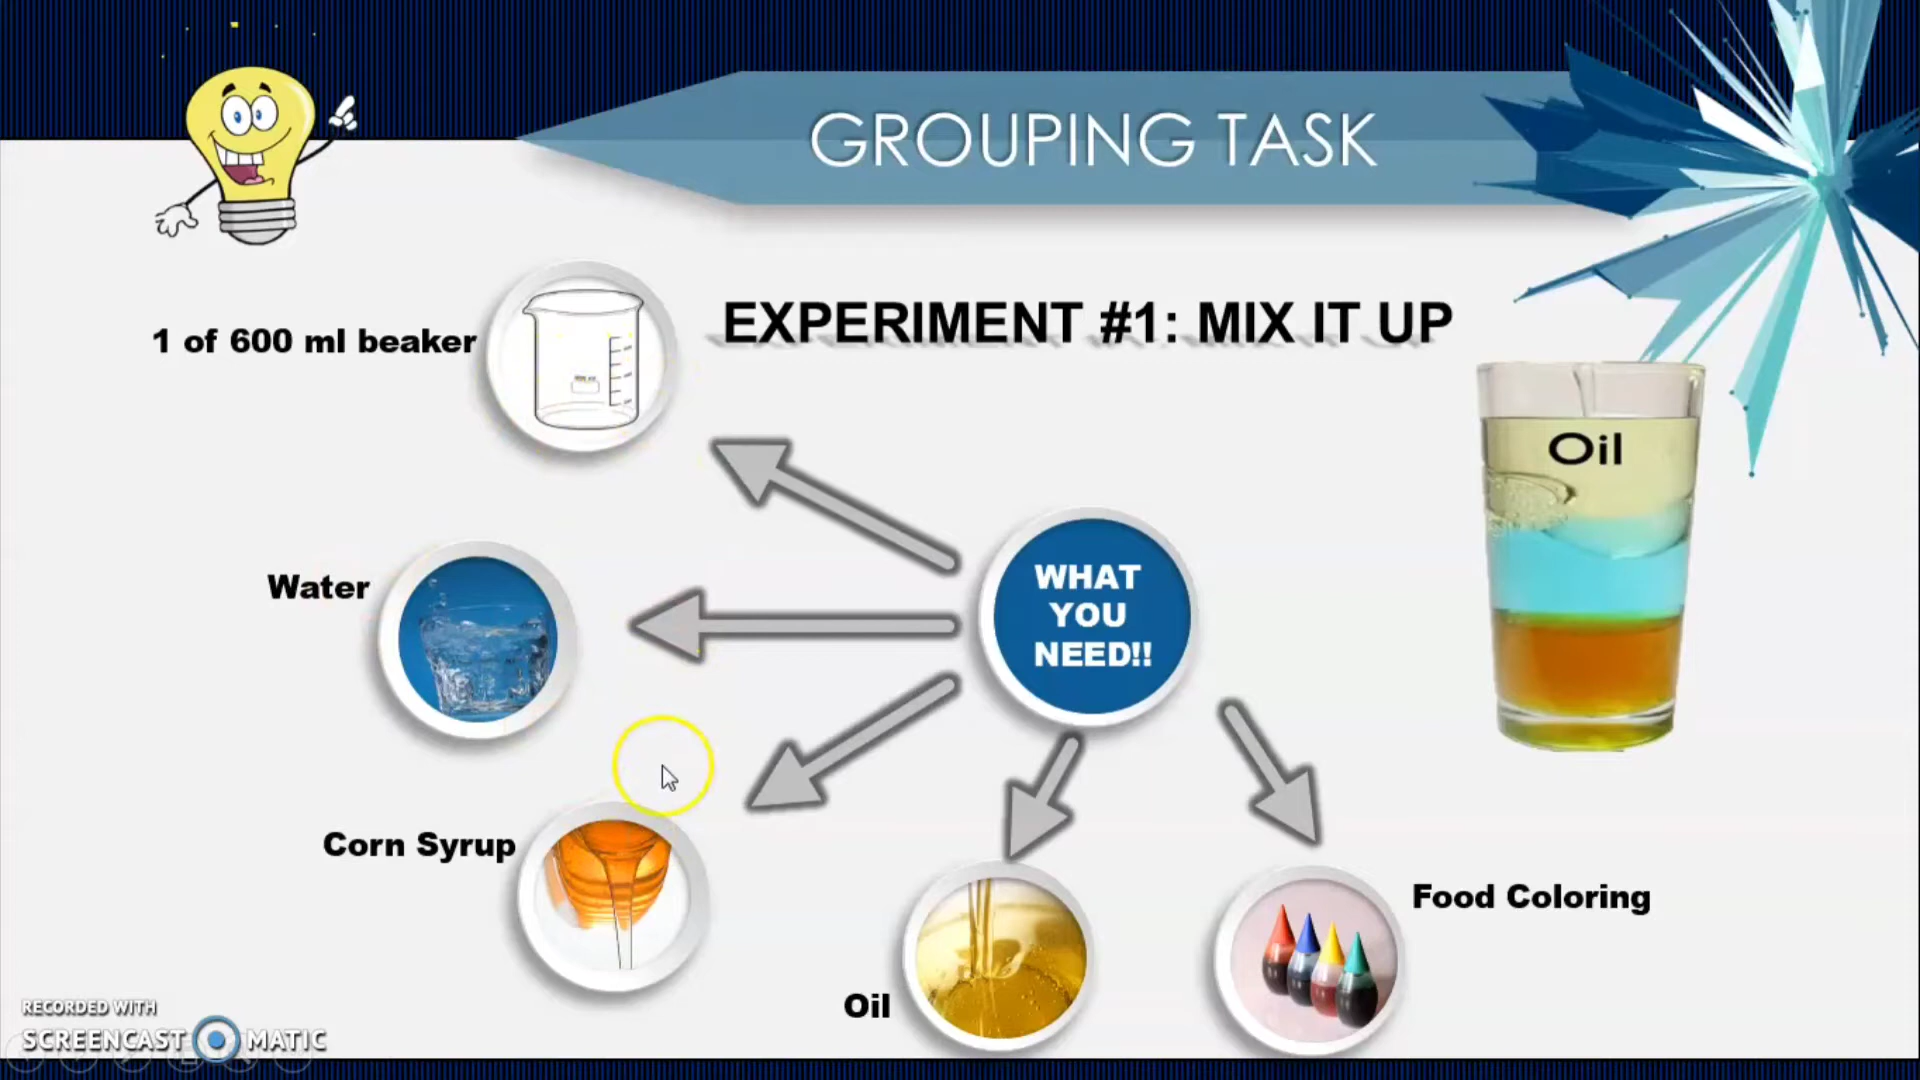 GROUPING TASK
EXPERIMENT #1: MIX IT UP
1 of 600 ml beaker
Oil
WHAT
YOU
NEED!!
Water
Corn Syrup
Food Coloring
Oil
RECORDED WITH
SCREENCAST MATIC